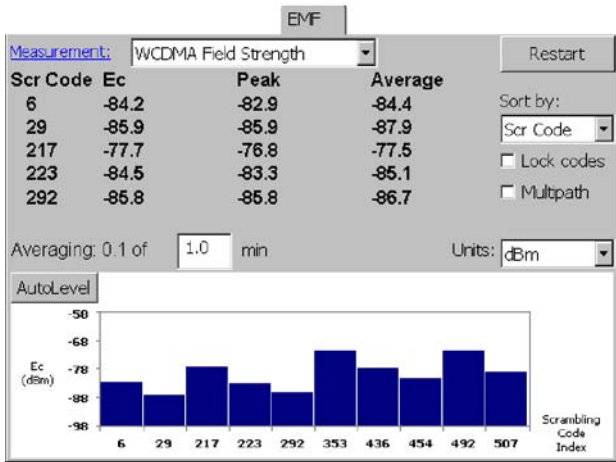 EMF
Measurement: WCDMA Field Strength Restart
Scr Code Ec Peak Average
6 -84.2 -82.9 -84.4
Sort by:
29 -85.9 -85.9 -87.9
Scr Code
217 -77.7 -76.8 -77.5
Lock codes
223 -84.5 -83.3 -85.1
Multipath
292 -85.8 -85.8 -86.7
Averaging: 0.1 of 1.0 min Units: dBm
AutoLevel
-50
-68
-78
-88
-98
Ec
(dBm)
6 29 217 223 292 353 436 454 492 507
Scrambling
Code
Index